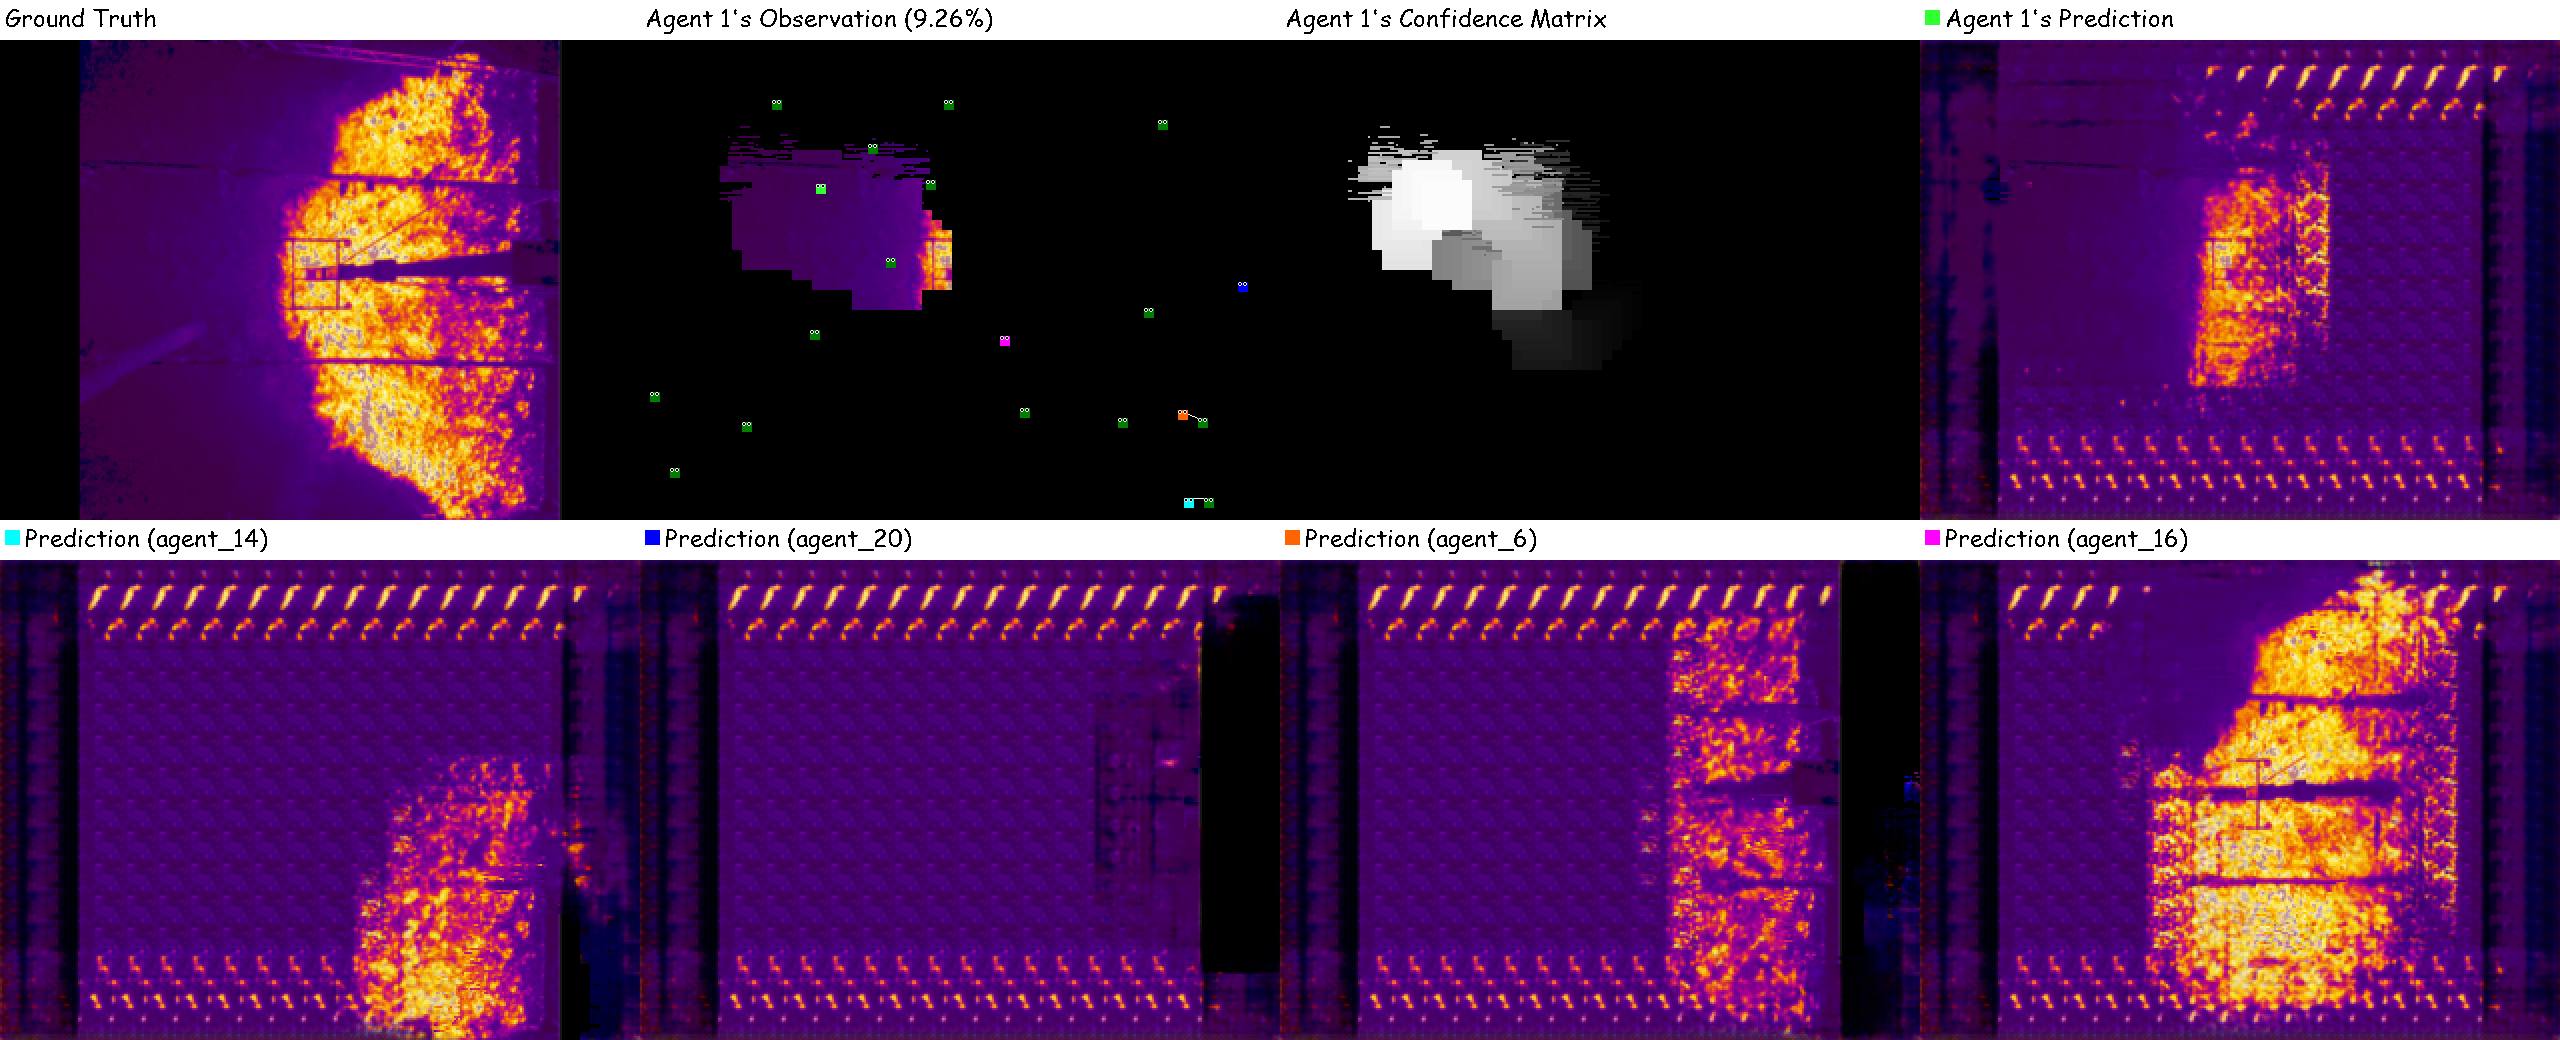 Ground Truth
Agent 1's Observation (9.26%)
Agent 1's Confidence Matrix
Agent 1's Prediction
Prediction (agent_14)
Prediction (agent_20)
Prediction (agent_6)
Prediction (agent_16)